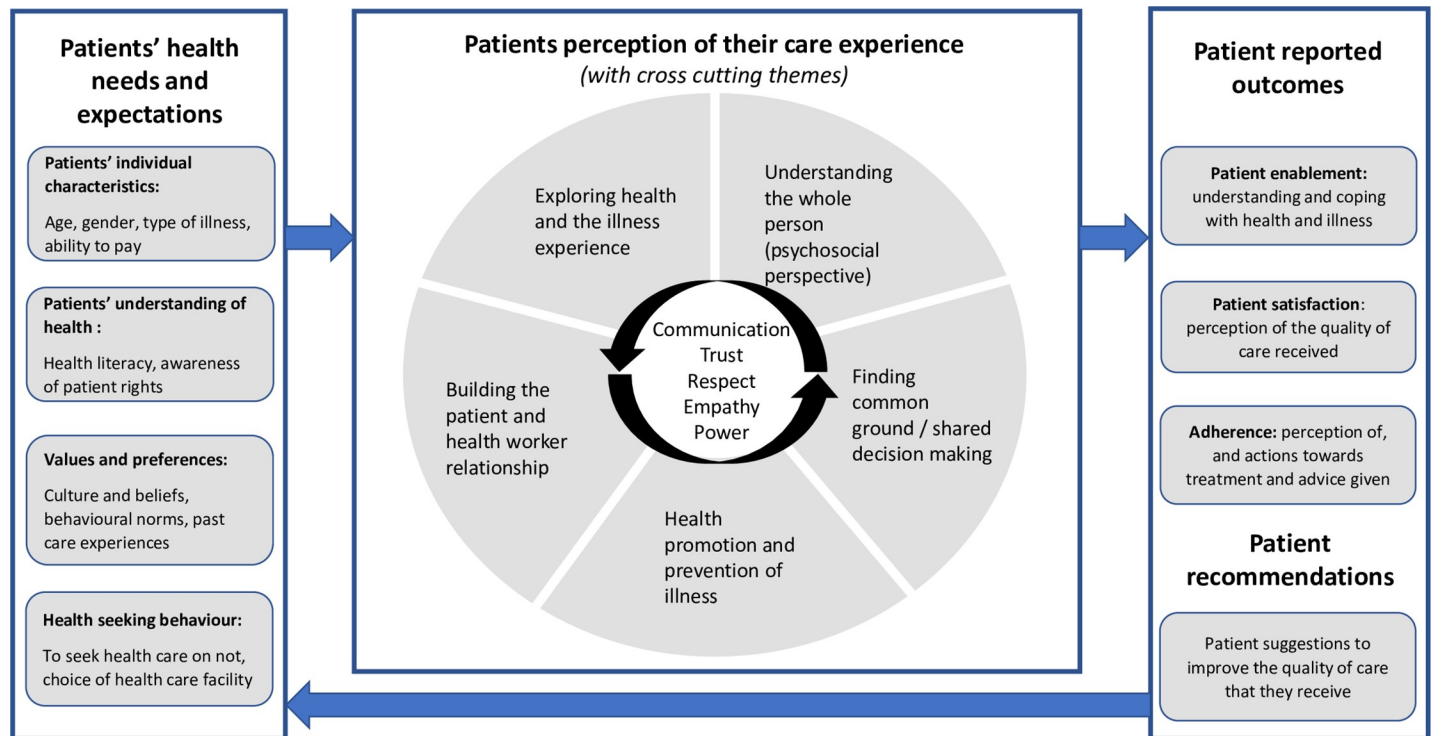 Patients' health
needs and
expectations
Patients' individual
characteristics:
Age, gender, type of illness,
ability to pay
Patients' understanding of
health :
Health literacy, awareness
of patient rights
Values and preferences:
Culture and beliefs,
behavioural norms, past
care experiences
Health seeking behaviour:
To seek health care on not,
choice of health care facility
Patients perception of their care experience
(with cross cutting themes)
Exploring health
and the illness
experience
Understanding
the whole
person
(psychosocial
perspective)
Building the
patient and
health worker
relationship
Communication
Trust
Respect
Empathy
Power
Finding
common
ground / shared
decision making
Health
promotion and
prevention of
illness
Patient reported
outcomes
Patient enablement:
understanding and coping
with health and illness
Patient satisfaction:
perception of the quality of
care received
Adherence: perception of,
and actions towards
treatment and advice given
Patient
recommendations
Patient suggestions to
improve the quality of care
that they receive